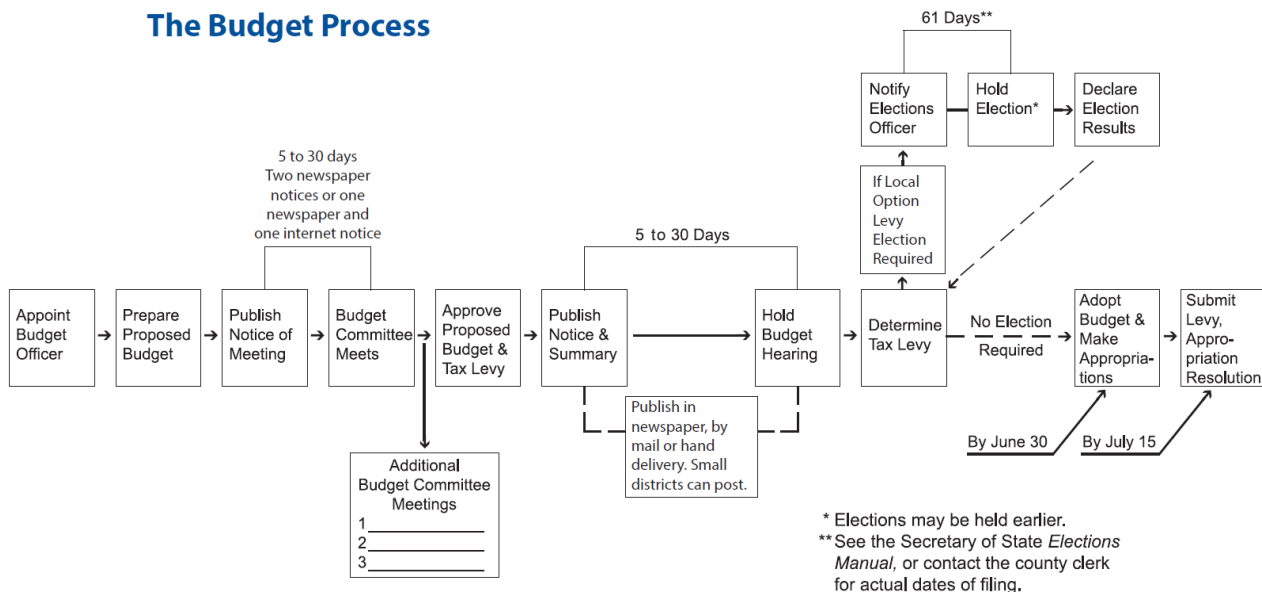 The Budget Process
61 Days**
Notify
Elections
Officer
Hold
Election*
Declare
Election
Results
5 to 30 days
Two newspaper
notices or one
newspaper and
one internet notice
If Local
Option
Levy
Election
Required
5 to 30 Days
Appoint
Budget
Officer
Prepare
Proposed
Budget
Publish
Notice of
Meeting
Budget
Committee
Meets
Approve
Proposed
Budget &
Tax Levy
Publish
Notice &
Summary
Hold
Budget
Hearing
Determine
Tax Levy
No Election
Required
Adopt
Budget &
Make
Appropria-
tions
Submit
Levy,
Appro-
priation
Resolution
Publish in
newspaper, by
mail or hand
delivery. Small
districts can post.
By June 30
By July 15
Additional
Budget Committee
Meetings
1
2
3
* Elections may be held earlier.
** See the Secretary of State Elections
Manual, or contact the county clerk
for actual dates of filing.